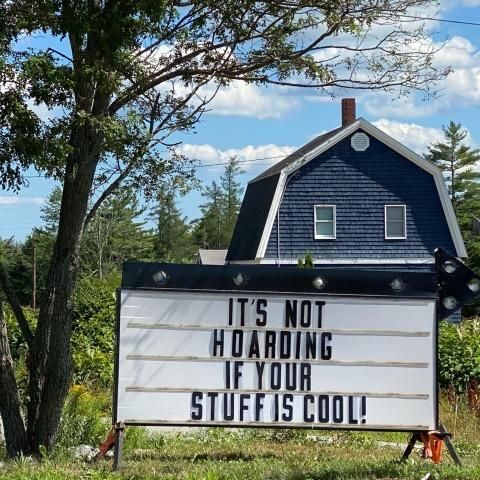 IT'S NOT
HOARDING
IF YOUR
STUFF IS COOL!